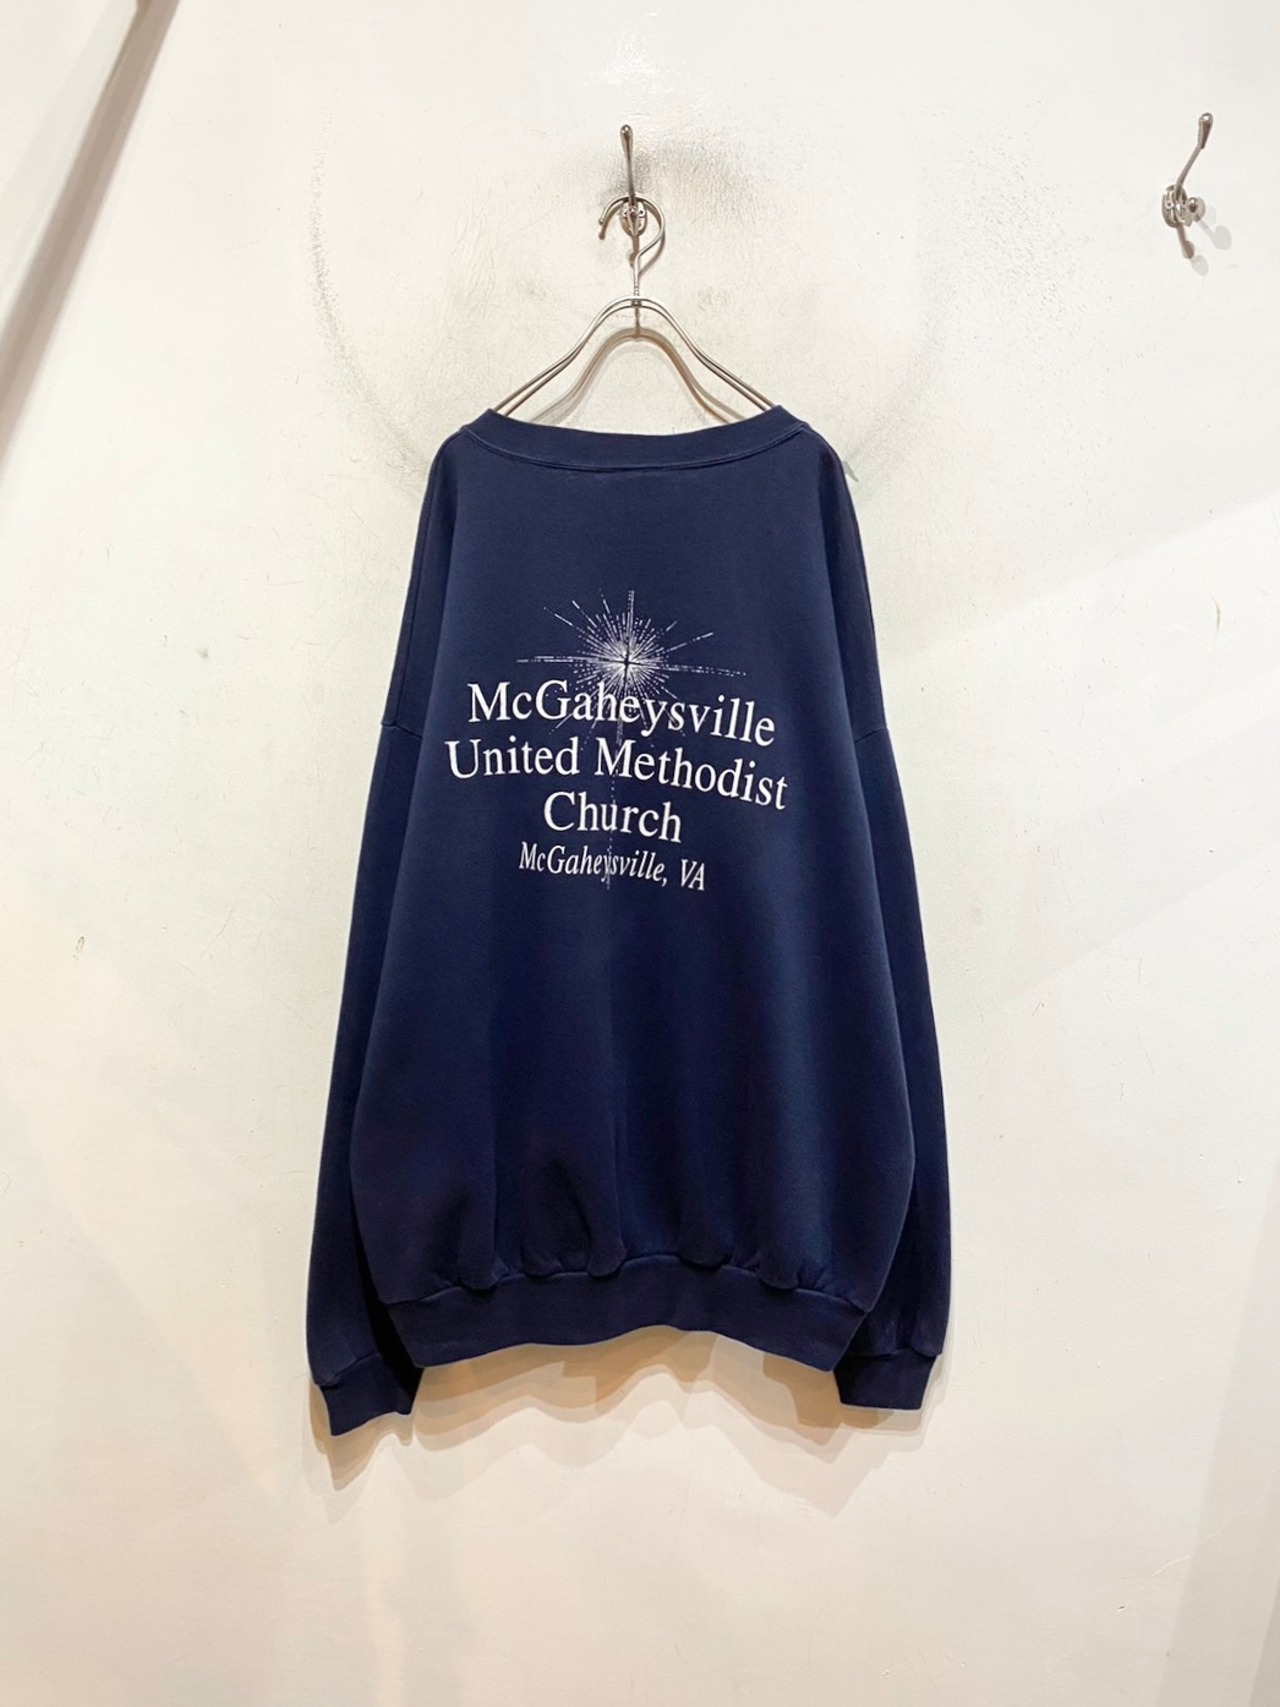 McGaheysville
United Methodist
Church
McGaheysville, VA